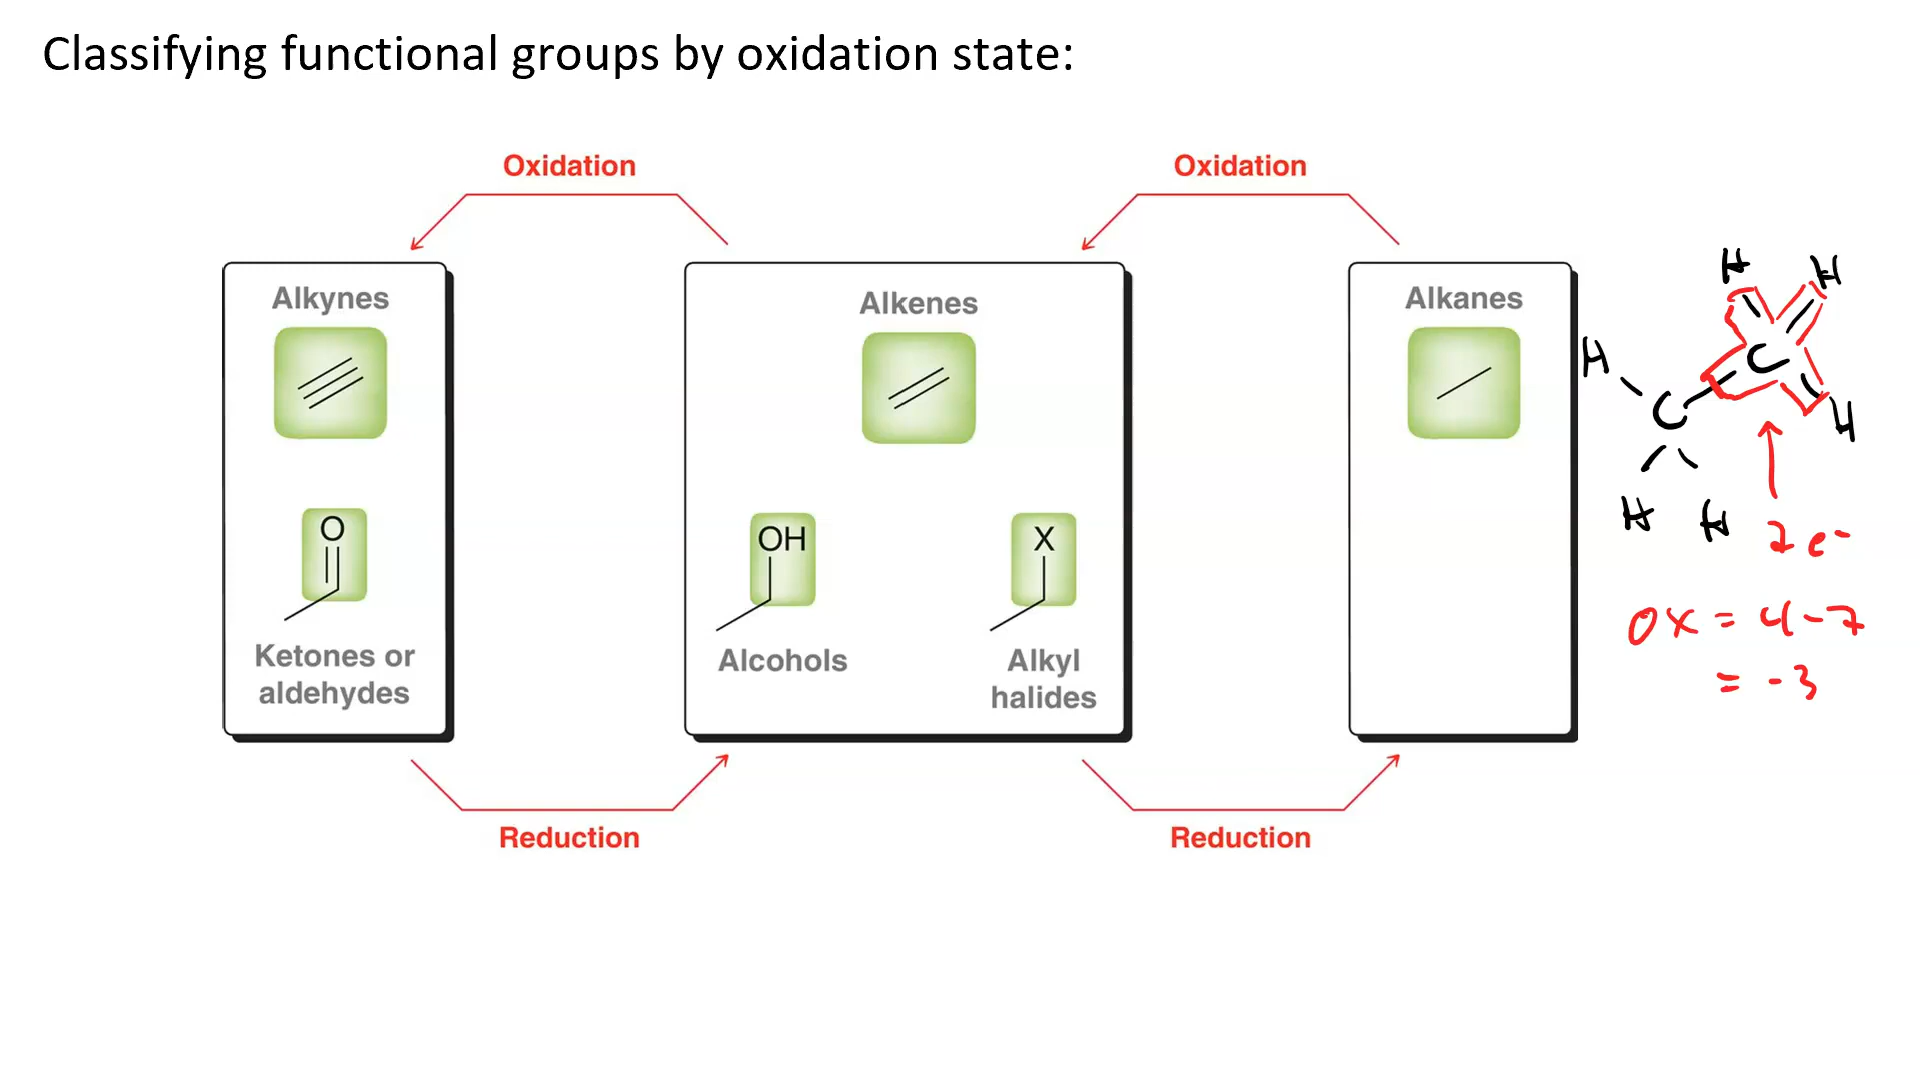 Classifying functional groups by oxidation state:
Oxidation
Oxidation
Alkynes
O
Ketones or
aldehydes
Alkenes
OH
Alcohols
X
Alkyl
halides
Alkanes
H H
H C
C H
H H
7 e-
OX = 4 - 7
= -3
Reduction
Reduction